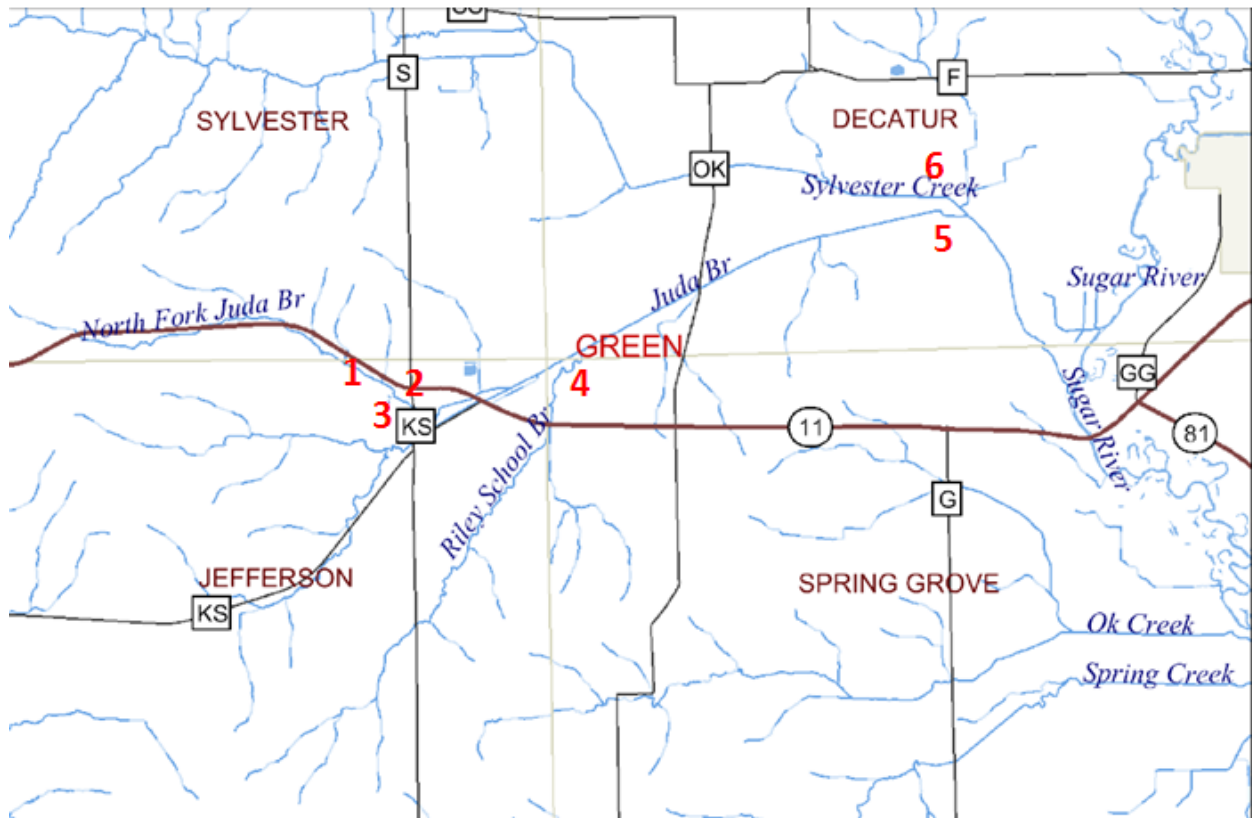 S
SYLVESTER
F
DECATUR
OK
6
Sylvester Creek
5
Juda Br
Sugar River
North Fork Juda Br
GREEN
1
2
4
GG
3
KS
Sugar River
11
81
Riley School Br
G
JEFFERSON
SPRING GROVE
KS
Ok Creek
Spring Creek